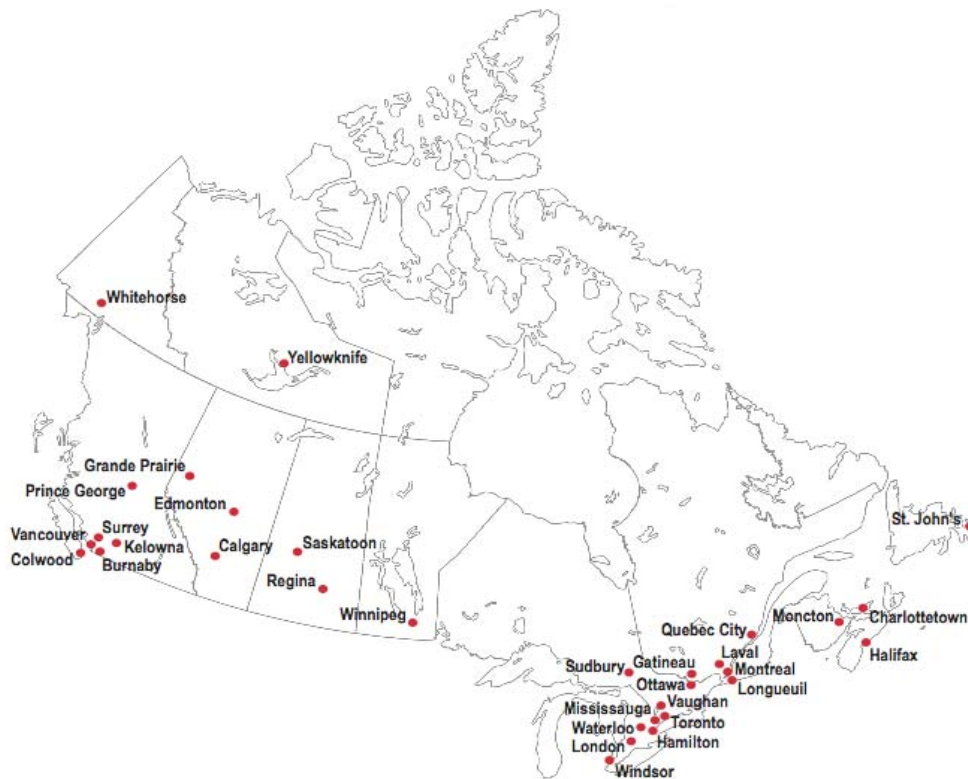 Whitehorse
Yellowknife
Grande Prairie
Prince George
Edmonton
Vancouver
Surrey
Kelowna
Colwood
Burnaby
Calgary
Saskatoon
Regina
Winnipeg
St. John's
Moncton
Charlottetown
Halifax
Quebec City
Laval
Sudbury
Gatineau
Montreal
Ottawa
Longueuil
Mississauga
Vaughan
Waterloo
Toronto
London
Hamilton
Windsor